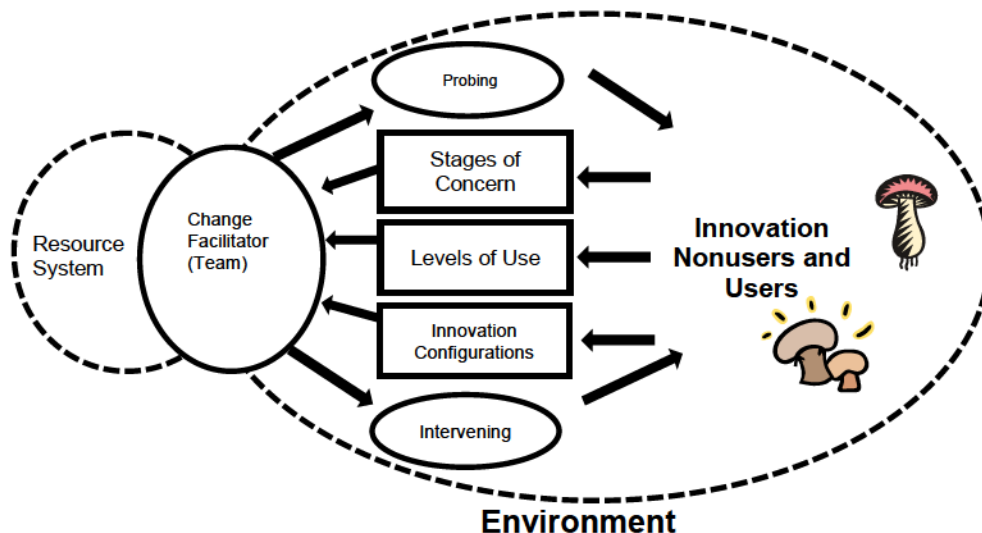 Probing
Stages of
Concern
Resource
System
Change
Facilitator
(Team)
Levels of Use
Innovation
Nonusers and
Users
Innovation
Configurations
Intervening
Environment